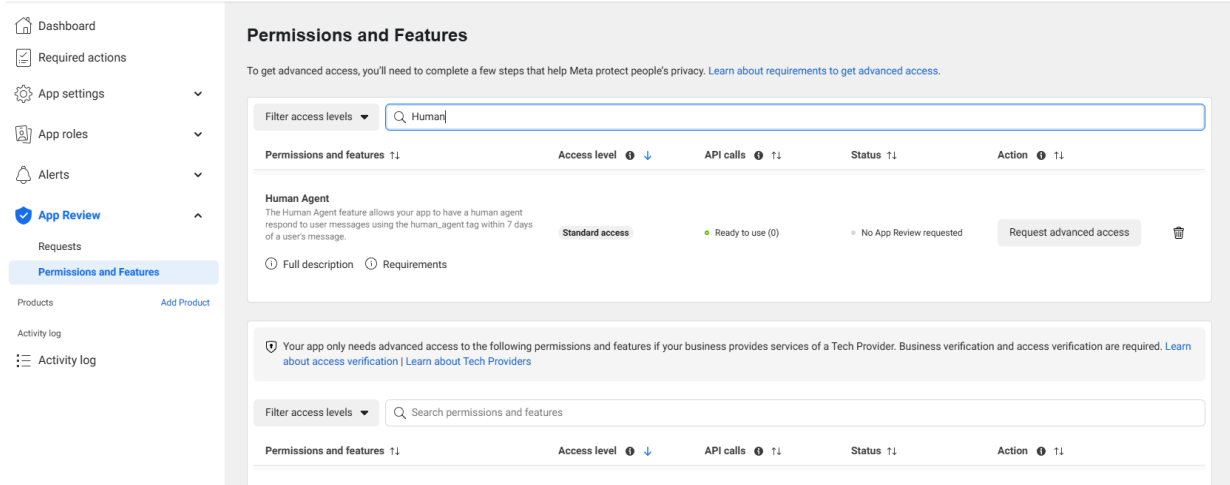 Dashboard
Required actions
App settings
App roles
Alerts
App Review
Requests
Permissions and Features
Products Add Product
Activity log
Activity log
Permissions and Features
To get advanced access, you'll need to complete a few steps that help Meta protect people's privacy. Learn about requirements to get advanced access.
Filter access levels Human
Permissions and features Access level API calls Status Action
Human Agent
The Human Agent feature allows your app to have a human agent
respond to user messages using the human_agent tag within 7 days
of a user's message.
Standard access Ready to use (0) No App Review requested Request advanced access
Full description Requirements
Your app only needs advanced access to the following permissions and features if your business provides services of a Tech Provider. Business verification and access verification are required. Learn
about access verification | Learn about Tech Providers
Filter access levels Search permissions and features
Permissions and features Access level API calls Status Action